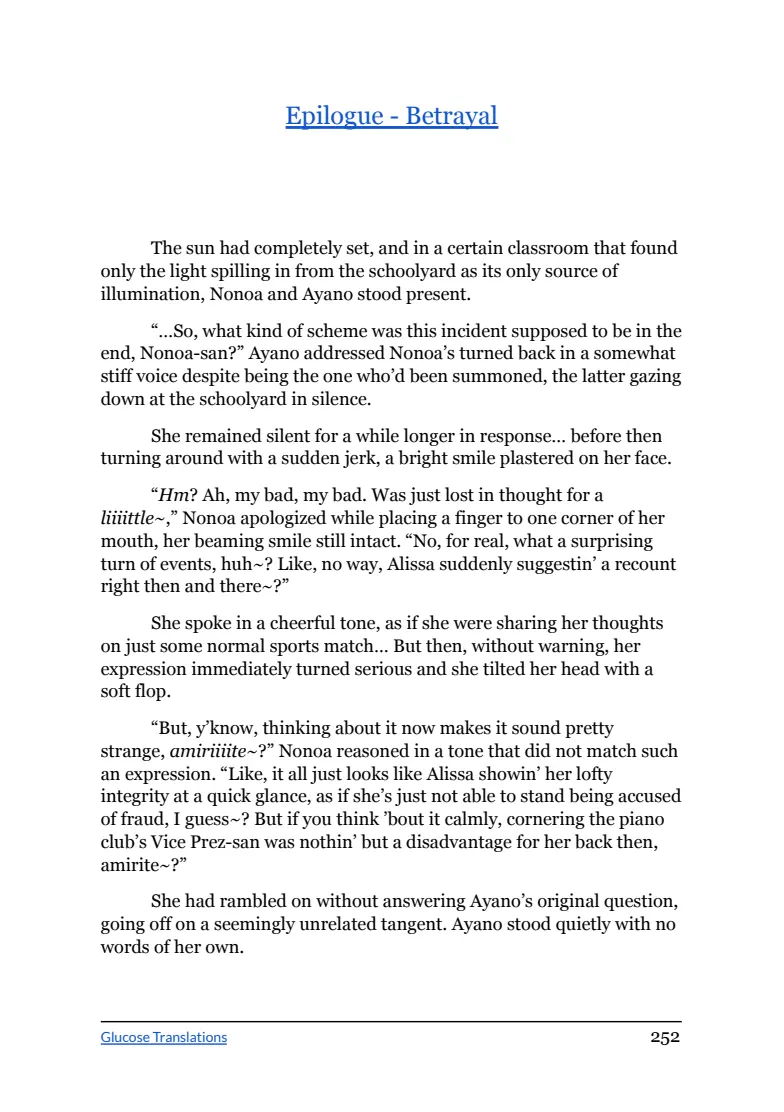 Epilogue - Betrayal
The sun had completely set, and in a certain classroom that found
only the light spilling in from the schoolyard as its only source of
illumination, Nonoa and Ayano stood present.
“…So, what kind of scheme was this incident supposed to be in the
end, Nonoa-san?” Ayano addressed Nonoa’s turned back in a somewhat
stiff voice despite being the one who’d been summoned, the latter gazing
down at the schoolyard in silence.
She remained silent for a while longer in response… before then
turning around with a sudden jerk, a bright smile plastered on her face.
“Hm? Ah, my bad, my bad. Was just lost in thought for a
liiiittle~,” Nonoa apologized while placing a finger to one corner of her
mouth, her beaming smile still intact. “No, for real, what a surprising
turn of events, huh~? Like, no way, Alissa suddenly suggestin’ a recount
right then and there~?”
She spoke in a cheerful tone, as if she were sharing her thoughts
on just some normal sports match… But then, without warning, her
expression immediately turned serious and she tilted her head with a
soft flop.
“But, y’know, thinking about it now makes it sound pretty
strange, amiriiiite~?” Nonoa reasoned in a tone that did not match such
an expression. “Like, it all just looks like Alissa showin’ her lofty
integrity at a quick glance, as if she’s just not able to stand being accused
of fraud, I guess~? But if you think ’bout it calmly, cornering the piano
club’s Vice Prez-san was nothin’ but a disadvantage for her back then,
amirite~?”
She had rambled on without answering Ayano’s original question,
going off on a seemingly unrelated tangent. Ayano stood quietly with no
words of her own.
Glucose Translations 252